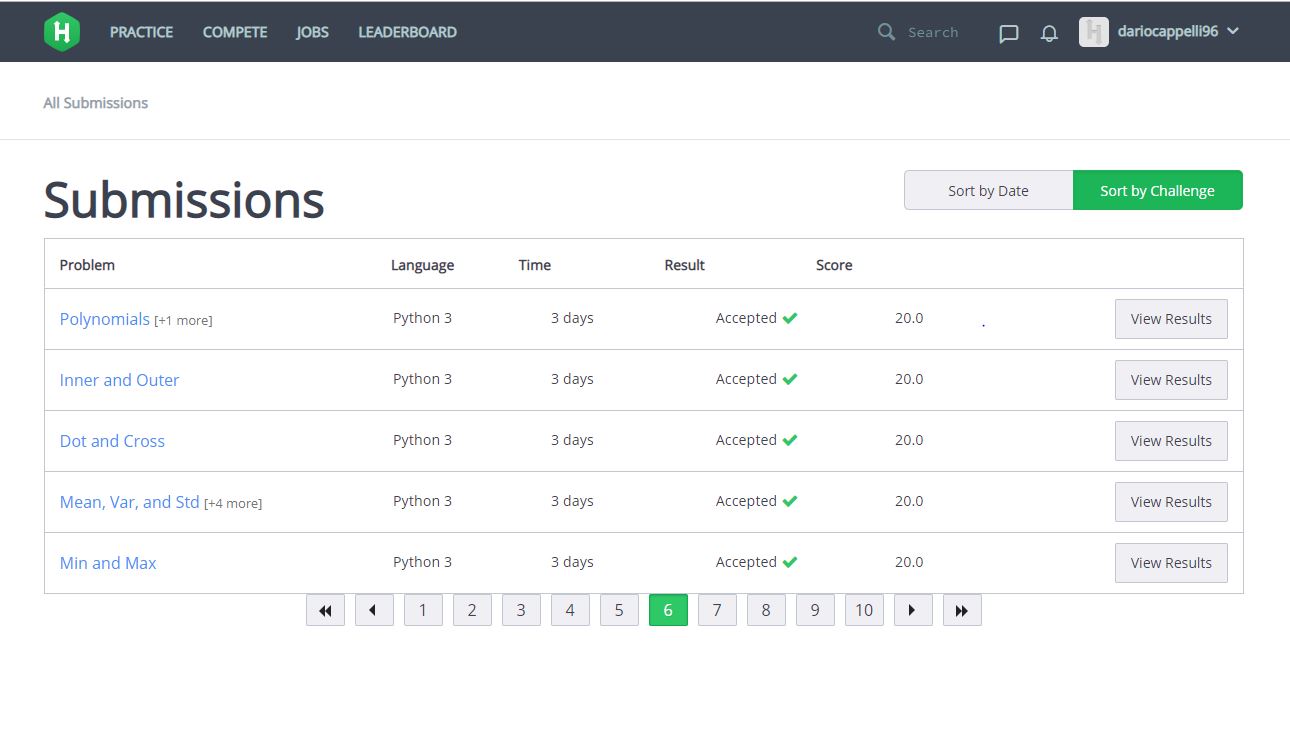 H PRACTICE COMPETE JOBS LEADERBOARD Search H dariocappelli96
All Submissions
Submissions Sort by Date Sort by Challenge
Problem Language Time Result Score
Polynomials [+1 more] Python 3 3 days Accepted 20.0 View Results
Inner and Outer Python 3 3 days Accepted 20.0 View Results
Dot and Cross Python 3 3 days Accepted 20.0 View Results
Mean, Var, and Std [+4 more] Python 3 3 days Accepted 20.0 View Results
Min and Max Python 3 3 days Accepted 20.0 View Results
1 2 3 4 5 6 7 8 9 10